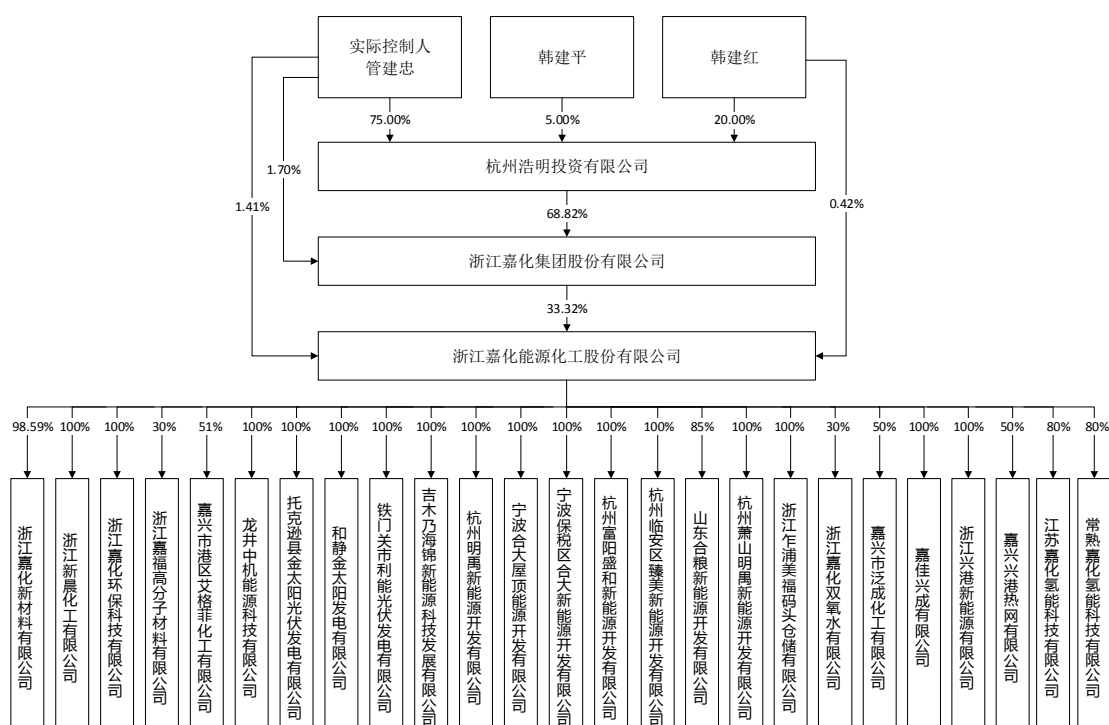 实际控制人
管建忠
韩建平
韩建红
75.00%
5.00%
20.00%
杭州浩明投资有限公司
1.70%
1.41%
68.82%
0.42%
浙江嘉化集团股份有限公司
33.32%
浙江嘉化能源化工股份有限公司
98.59%
100%
100%
30%
51%
100%
100%
100%
100%
100%
100%
100%
100%
100%
100%
85%
100%
100%
30%
50%
100%
100%
50%
80%
80%
浙江嘉化新材料有限公司
浙江新晨化工有限公司
浙江嘉化环保科技有限公司
浙江嘉福高分子材料有限公司
嘉兴市港区艾格菲化工有限公司
龙井中机能源科技有限公司
托克逊县金太阳光伏发电有限公司
和静金太阳发电有限公司
铁门关市利能光伏发电有限公司
吉木乃海锦新能源科技发展有限公司
杭州明禹新能源开发有限公司
宁波合大屋顶能源开发有限公司
宁波保税区合大新能源开发有限公司
杭州富阳盛和新能源开发有限公司
杭州临安区臻美新能源开发有限公司
山东合粮新能源开发有限公司
杭州萧山明禺新能源开发有限公司
浙江乍浦美福码头仓储有限公司
浙江嘉化双氧水有限公司
嘉兴市泛成化工有限公司
嘉佳兴成有限公司
浙江兴港新能源有限公司
嘉兴兴港热网有限公司
江苏嘉化氢能科技有限公司
常熟嘉化氢能科技有限公司